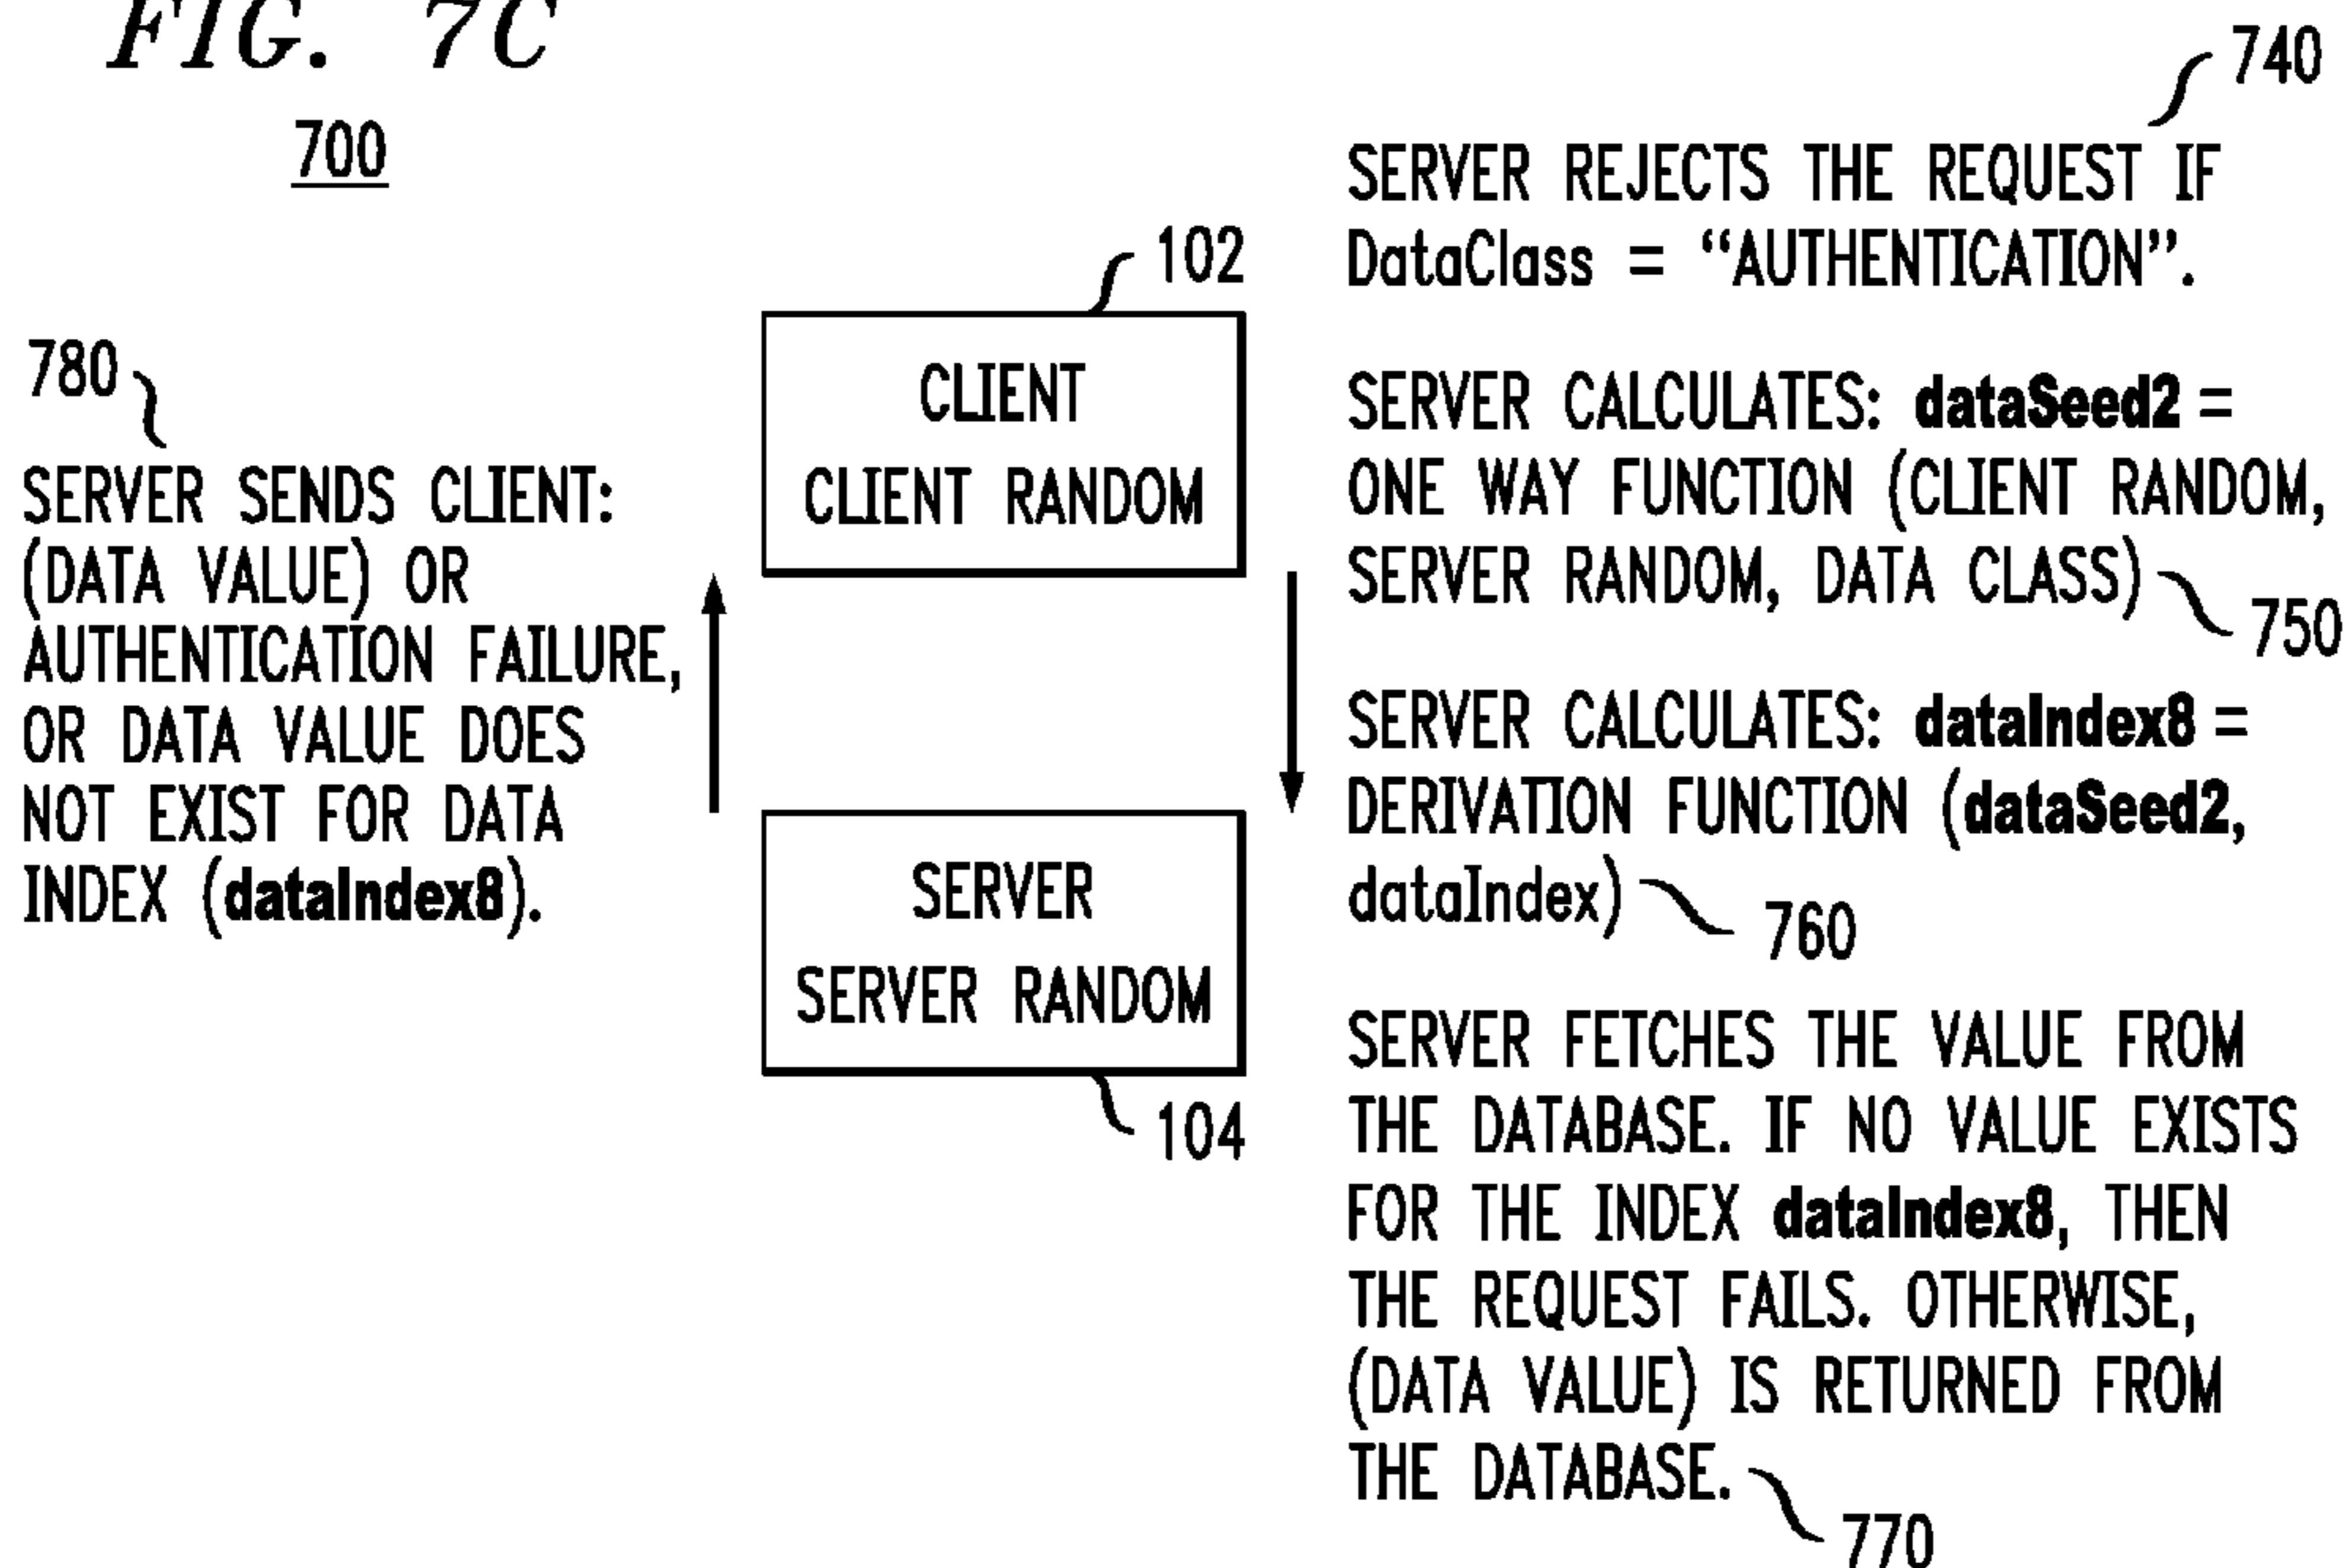 FIG. 7C
700
740
SERVER REJECTS THE REQUEST IF
DataClass = “AUTHENTICATION”.
102
CLIENT
CLIENT RANDOM
780
SERVER SENDS CLIENT:
(DATA VALUE) OR
AUTHENTICATION FAILURE,
OR DATA VALUE DOES
NOT EXIST FOR DATA
INDEX (dataIndex8).
SERVER CALCULATES: dataSeed2 =
ONE WAY FUNCTION (CLIENT RANDOM,
SERVER RANDOM, DATA CLASS)
750
SERVER CALCULATES: dataIndex8 =
DERIVATION FUNCTION (dataSeed2,
dataIndex)
760
SERVER
SERVER RANDOM
104
SERVER FETCHES THE VALUE FROM
THE DATABASE. IF NO VALUE EXISTS
FOR THE INDEX dataIndex8, THEN
THE REQUEST FAILS. OTHERWISE,
(DATA VALUE) IS RETURNED FROM
THE DATABASE.
770